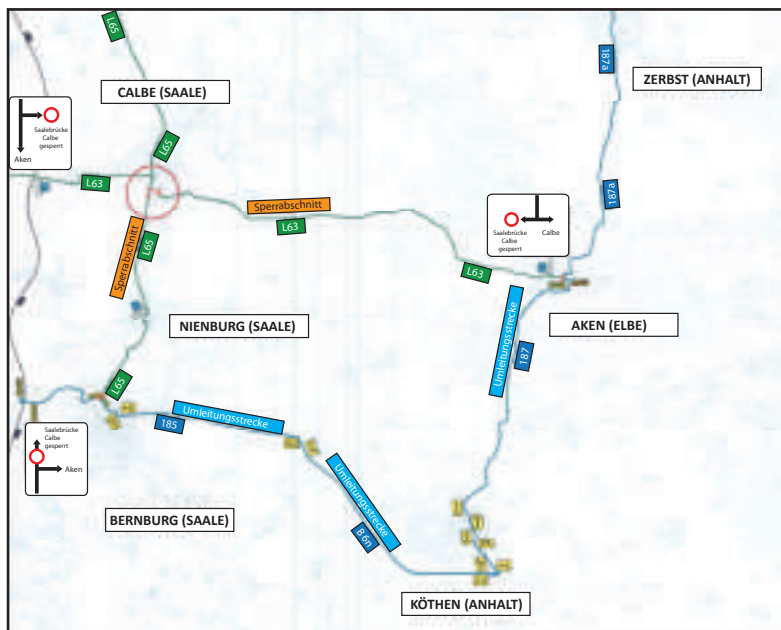 L65
187a
CALBE (SAALE)
ZERBST (ANHALT)
Saalebrücke
Calbe
gesperrt
Aken
L65
L63
Sperrabschnitt
L63
187a
Saalebrücke
Calbe
gesperrt
Calbe
Sperrabschnitt
L65
L63
NIENBURG (SAALE)
AKEN (ELBE)
Umleitungsstrecke
187
L65
Umleitungsstrecke
185
Saalebrücke
Calbe
gesperrt
Aken
Umleitungsstrecke
B 6n
BERNBURG (SAALE)
KÖTHEN (ANHALT)